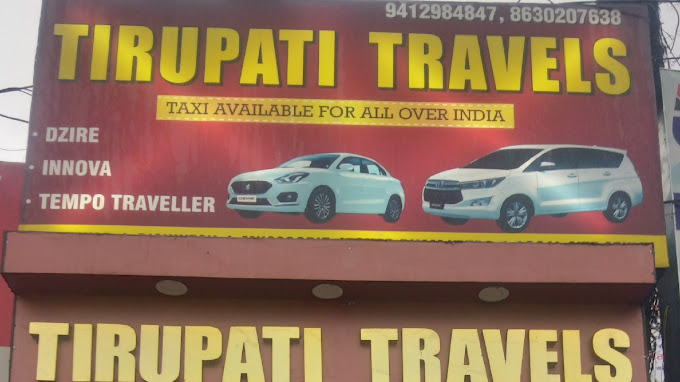 9412984847, 8630207638
TIRUPATI TRAVELS
TAXI AVAILABLE FOR ALL OVER INDIA
• DZIRE
• INNOVA
• TEMPO TRAVELLER
TIRUPATI TRAVELS